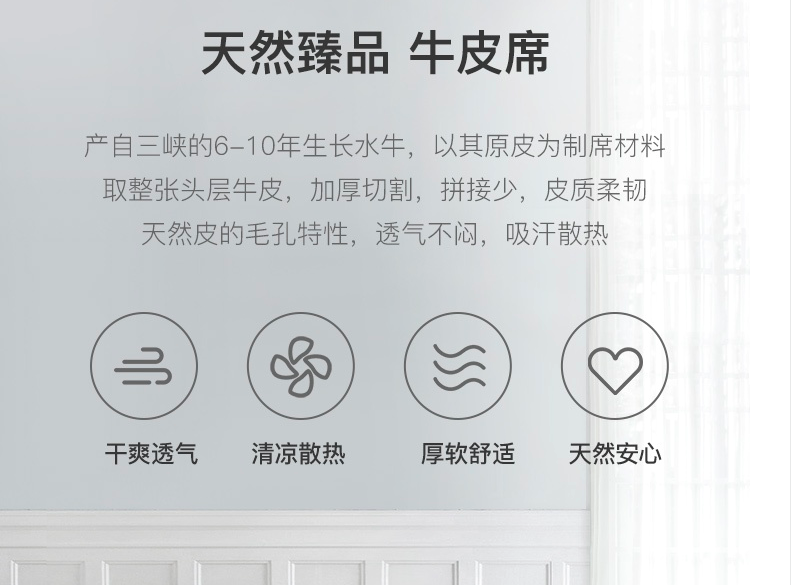 天然臻品 牛皮席
产自三峡的6-10年生长水牛，以其原皮为制席材料
取整张头层牛皮，加厚切割，拼接少，皮质柔韧
天然皮的毛孔特性，透气不闷，吸汗散热
干爽透气 清凉散热 厚软舒适 天然安心